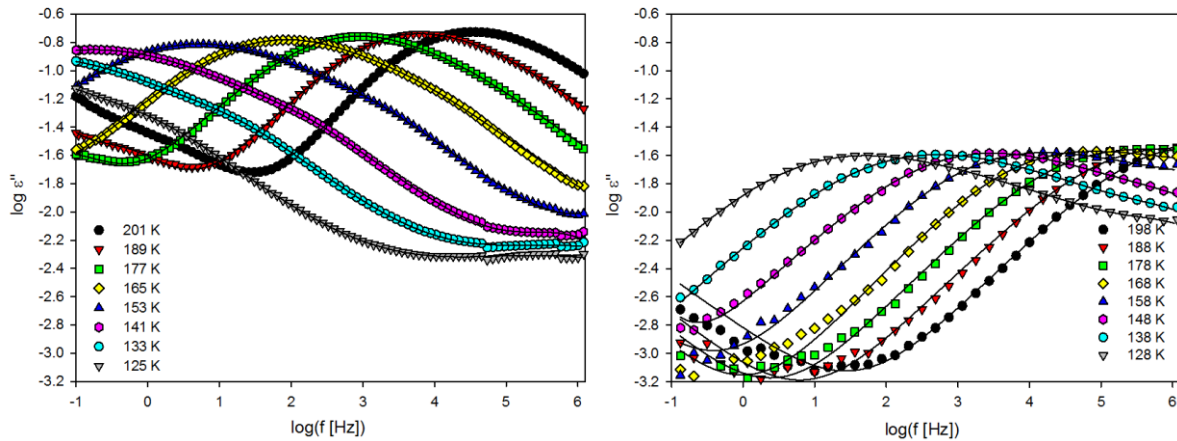 -0.6
-0.8
-1.0
-1.2
-1.4
-1.6
-1.8
-2.0
-2.2
-2.4
-2.6
-2.8
-3.0
-3.2
log ε"
201 K
189 K
177 K
165 K
153 K
141 K
133 K
125 K
-1 0 1 2 3 4 5 6
log(f [Hz])
-0.6
-0.8
-1.0
-1.2
-1.4
-1.6
-1.8
-2.0
-2.2
-2.4
-2.6
-2.8
-3.0
-3.2
log ε"
198 K
188 K
178 K
168 K
158 K
148 K
138 K
128 K
-1 0 1 2 3 4 5 6
log(f [Hz])